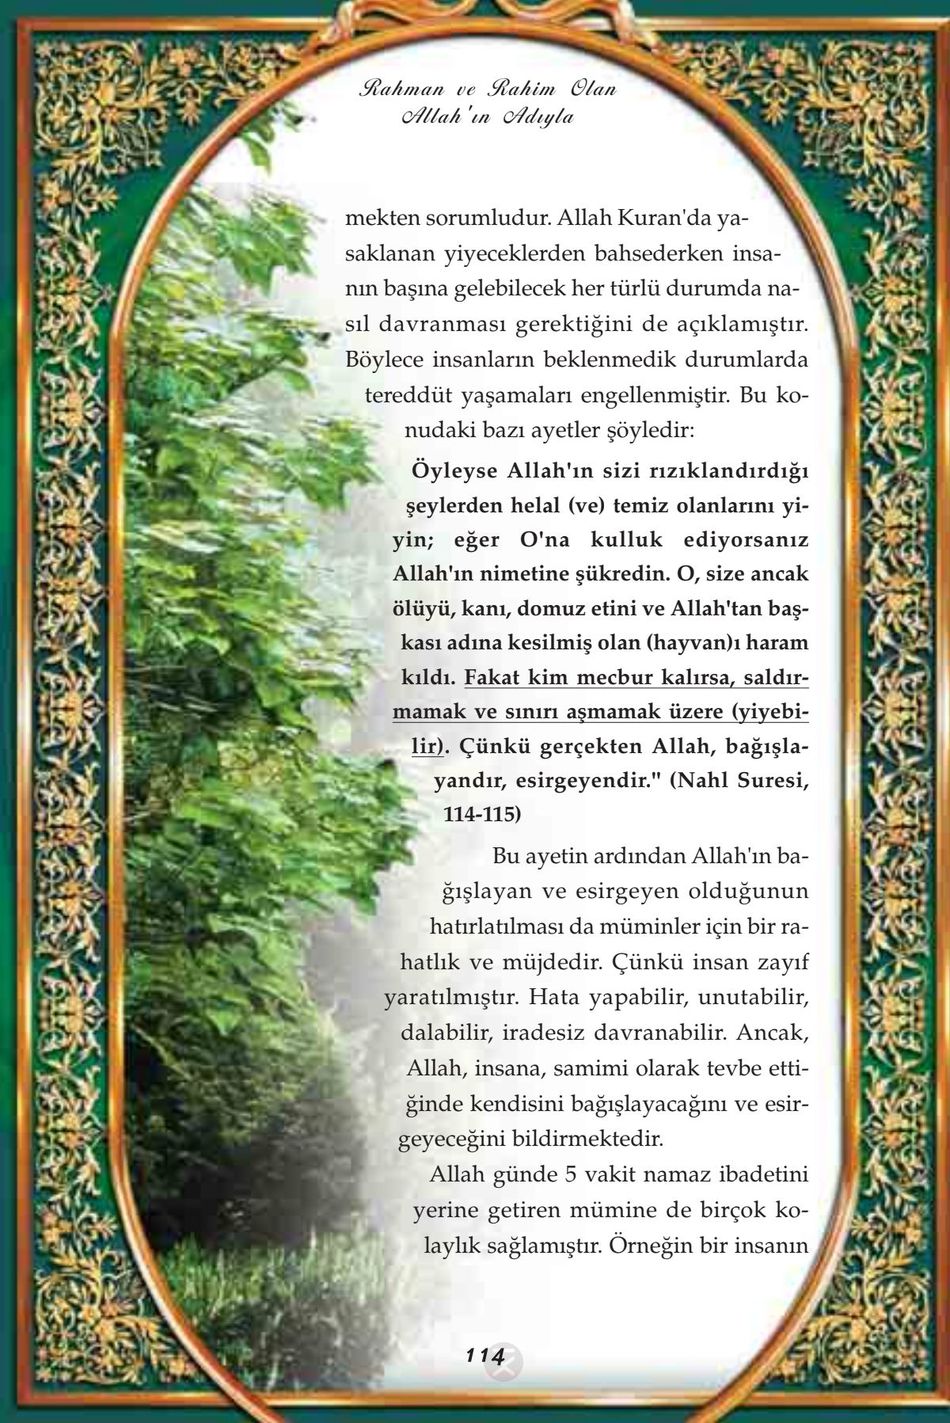 Rahman ve Rahim Olan
Allah'ın Adıyla
mekten sorumludur. Allah Kuran'da ya-
saklanan yiyeceklerden bahsederken insa-
nın başına gelebilecek her türlü durumda na-
sıl davranması gerektiğini de açıklamıştır.
Böylece insanların beklenmedik durumlarda
tereddüt yaşamaları engellenmiştir. Bu ko-
nudaki bazı ayetler şöyledir:
Öyleyse Allah'ın sizi rızıklandırdığı
şeylerden helal (ve) temiz olanlarını yi-
yin; eğer O'na kulluk ediyorsanız
Allah'ın nimetine şükredin. O, size ancak
ölüyü, kanı, domuz etini ve Allah'tan baş-
kası adına kesilmiş olan (hayvan)ı haram
kıldı. Fakat kim mecbur kalırsa, saldır-
mamak ve sınırı aşmamak üzere (yiyebi-
lir). Çünkü gerçekten Allah, bağışla-
yandır, esirgeyendir." (Nahl Suresi,
114-115)
Bu ayetin ardından Allah'ın ba-
ğışlayan ve esirgeyen olduğunun
hatırlatılması da müminler için bir ra-
hatlık ve müjdedir. Çünkü insan zayıf
yaratılmıştır. Hata yapabilir, unutabilir,
dalabilir, iradesiz davranabilir. Ancak,
Allah, insana, samimi olarak tevbe etti-
ğinde kendisini bağışlayacağını ve esir-
geyeceğini bildirmektedir.
Allah günde 5 vakit namaz ibadetini
yerine getiren mümine de birçok ko-
laylık sağlamıştır. Örneğin bir insanın
114